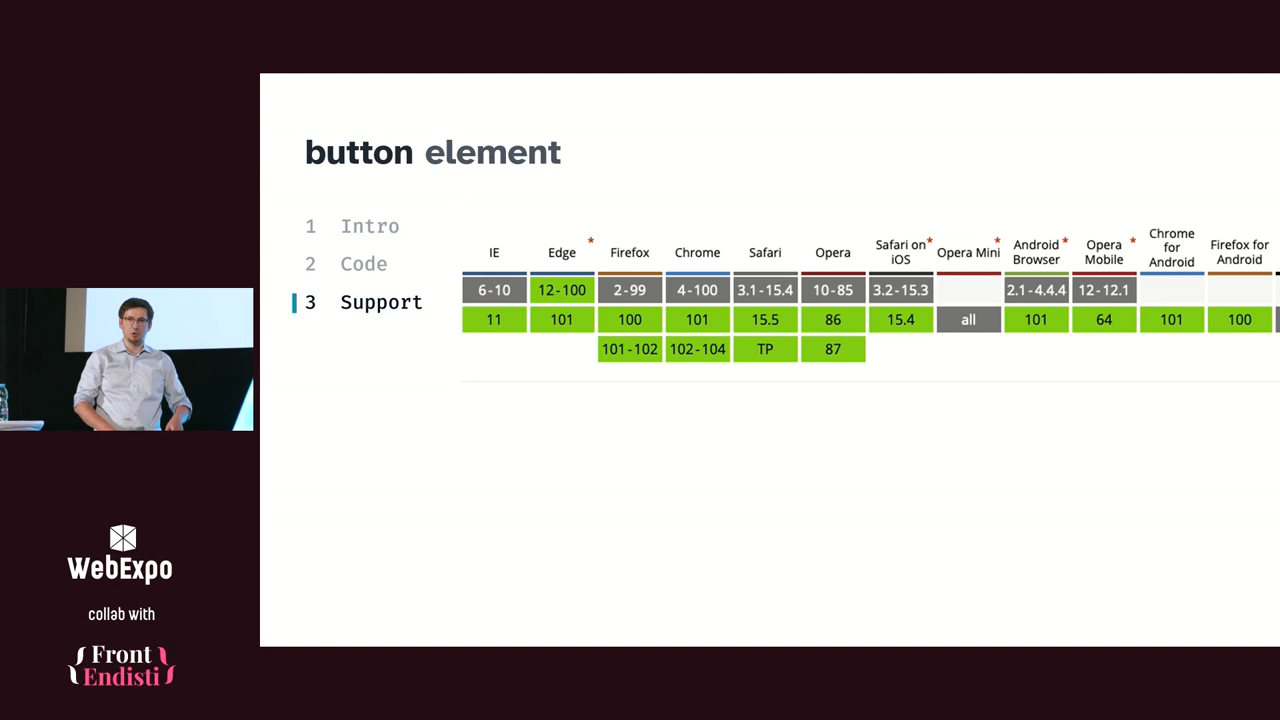 button element
1 Intro
2 Code
3 Support
IE Edge * Firefox Chrome Safari Opera Safari on iOS * Opera Mini * Android Browser * Opera Mobile * Chrome for Android Firefox for Android
6-10 12-100 2-99 4-100 3.1-15.4 10-85 3.2-15.3 2.1-4.4.4 12-12.1
11 101 100 101 15.5 86 15.4 all 101 64 101 100
101-102 102-104 TP 87
WebExpo
collab with
{Front}
{Endisti}